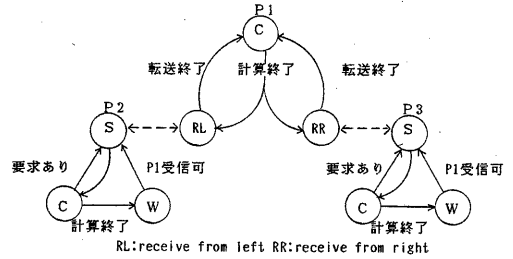 P1
C
転送終了
計算終了
転送終了
P2
S
RL
RR
P3
S
要求あり
P1受信可
要求あり
P1受信可
C
W
C
W
計算終了
計算終了
RL:receive from left RR:receive from right